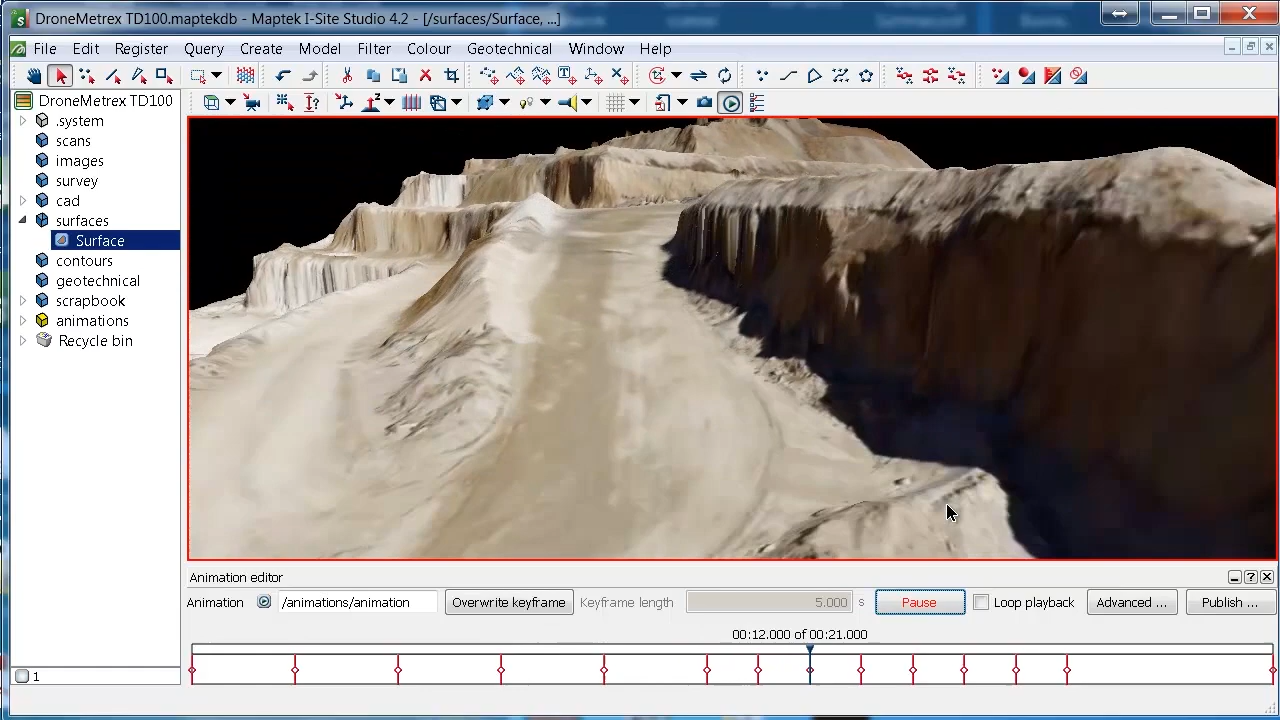 DroneMetrex TD100.maptekdb - Maptek I-Site Studio 4.2 - [/surfaces/Surface, ...]
File Edit Register Query Create Model Filter Colour Geotechnical Window Help
DroneMetrex TD100
.system
scans
images
survey
cad
surfaces
Surface
contours
geotechnical
scrapbook
animations
Recycle bin
1
Animation editor
Animation /animations/animation Overwrite keyframe Keyframe length 5.000 s Pause Loop playback Advanced ... Publish ...
00:12.000 of 00:21.000